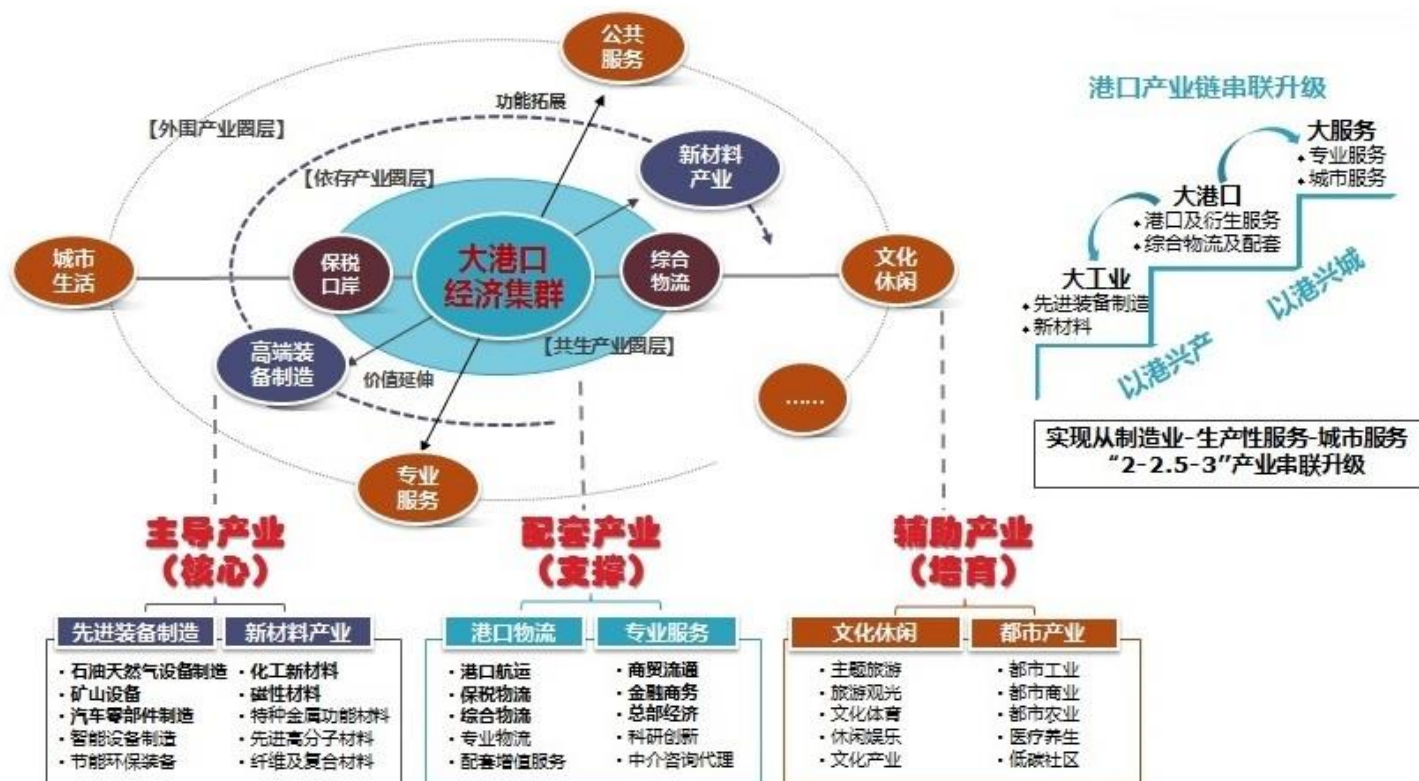 公共
服务
功能拓展
【外围产业圈层】
新材料
产业
【依存产业圈层】
城市
生活
保税
口岸
大港口
经济集群
综合
物流
文化
休闲
【共生产业圈层】
高端装
备制造
价值延伸
……
专业
服务
港口产业链串联升级
大服务
⬥专业服务
⬥城市服务
大港口
⬥港口及衍生服务
⬥综合物流及配套
大工业
⬥先进装备制造
⬥新材料
以港兴城
以港兴产
实现从制造业-生产性服务-城市服务
“2-2.5-3”产业串联升级
主导产业
（核心）
先进装备制造
·石油天然气设备制造
·矿山设备
·汽车零部件制造
·智能设备制造
·节能环保装备
新材料产业
·化工新材料
·磁性材料
·特种金属功能材料
·先进高分子材料
·纤维及复合材料
配套产业
（支撑）
港口物流
·港口航运
·保税物流
·综合物流
·专业物流
·配套增值服务
专业服务
·商贸流通
·金融商务
·总部经济
·科研创新
·中介咨询代理
辅助产业
（培育）
文化休闲
·主题旅游
·旅游观光
·文化体育
·休闲娱乐
·文化产业
都市产业
·都市工业
·都市商业
·都市农业
·医疗养生
·低碳社区